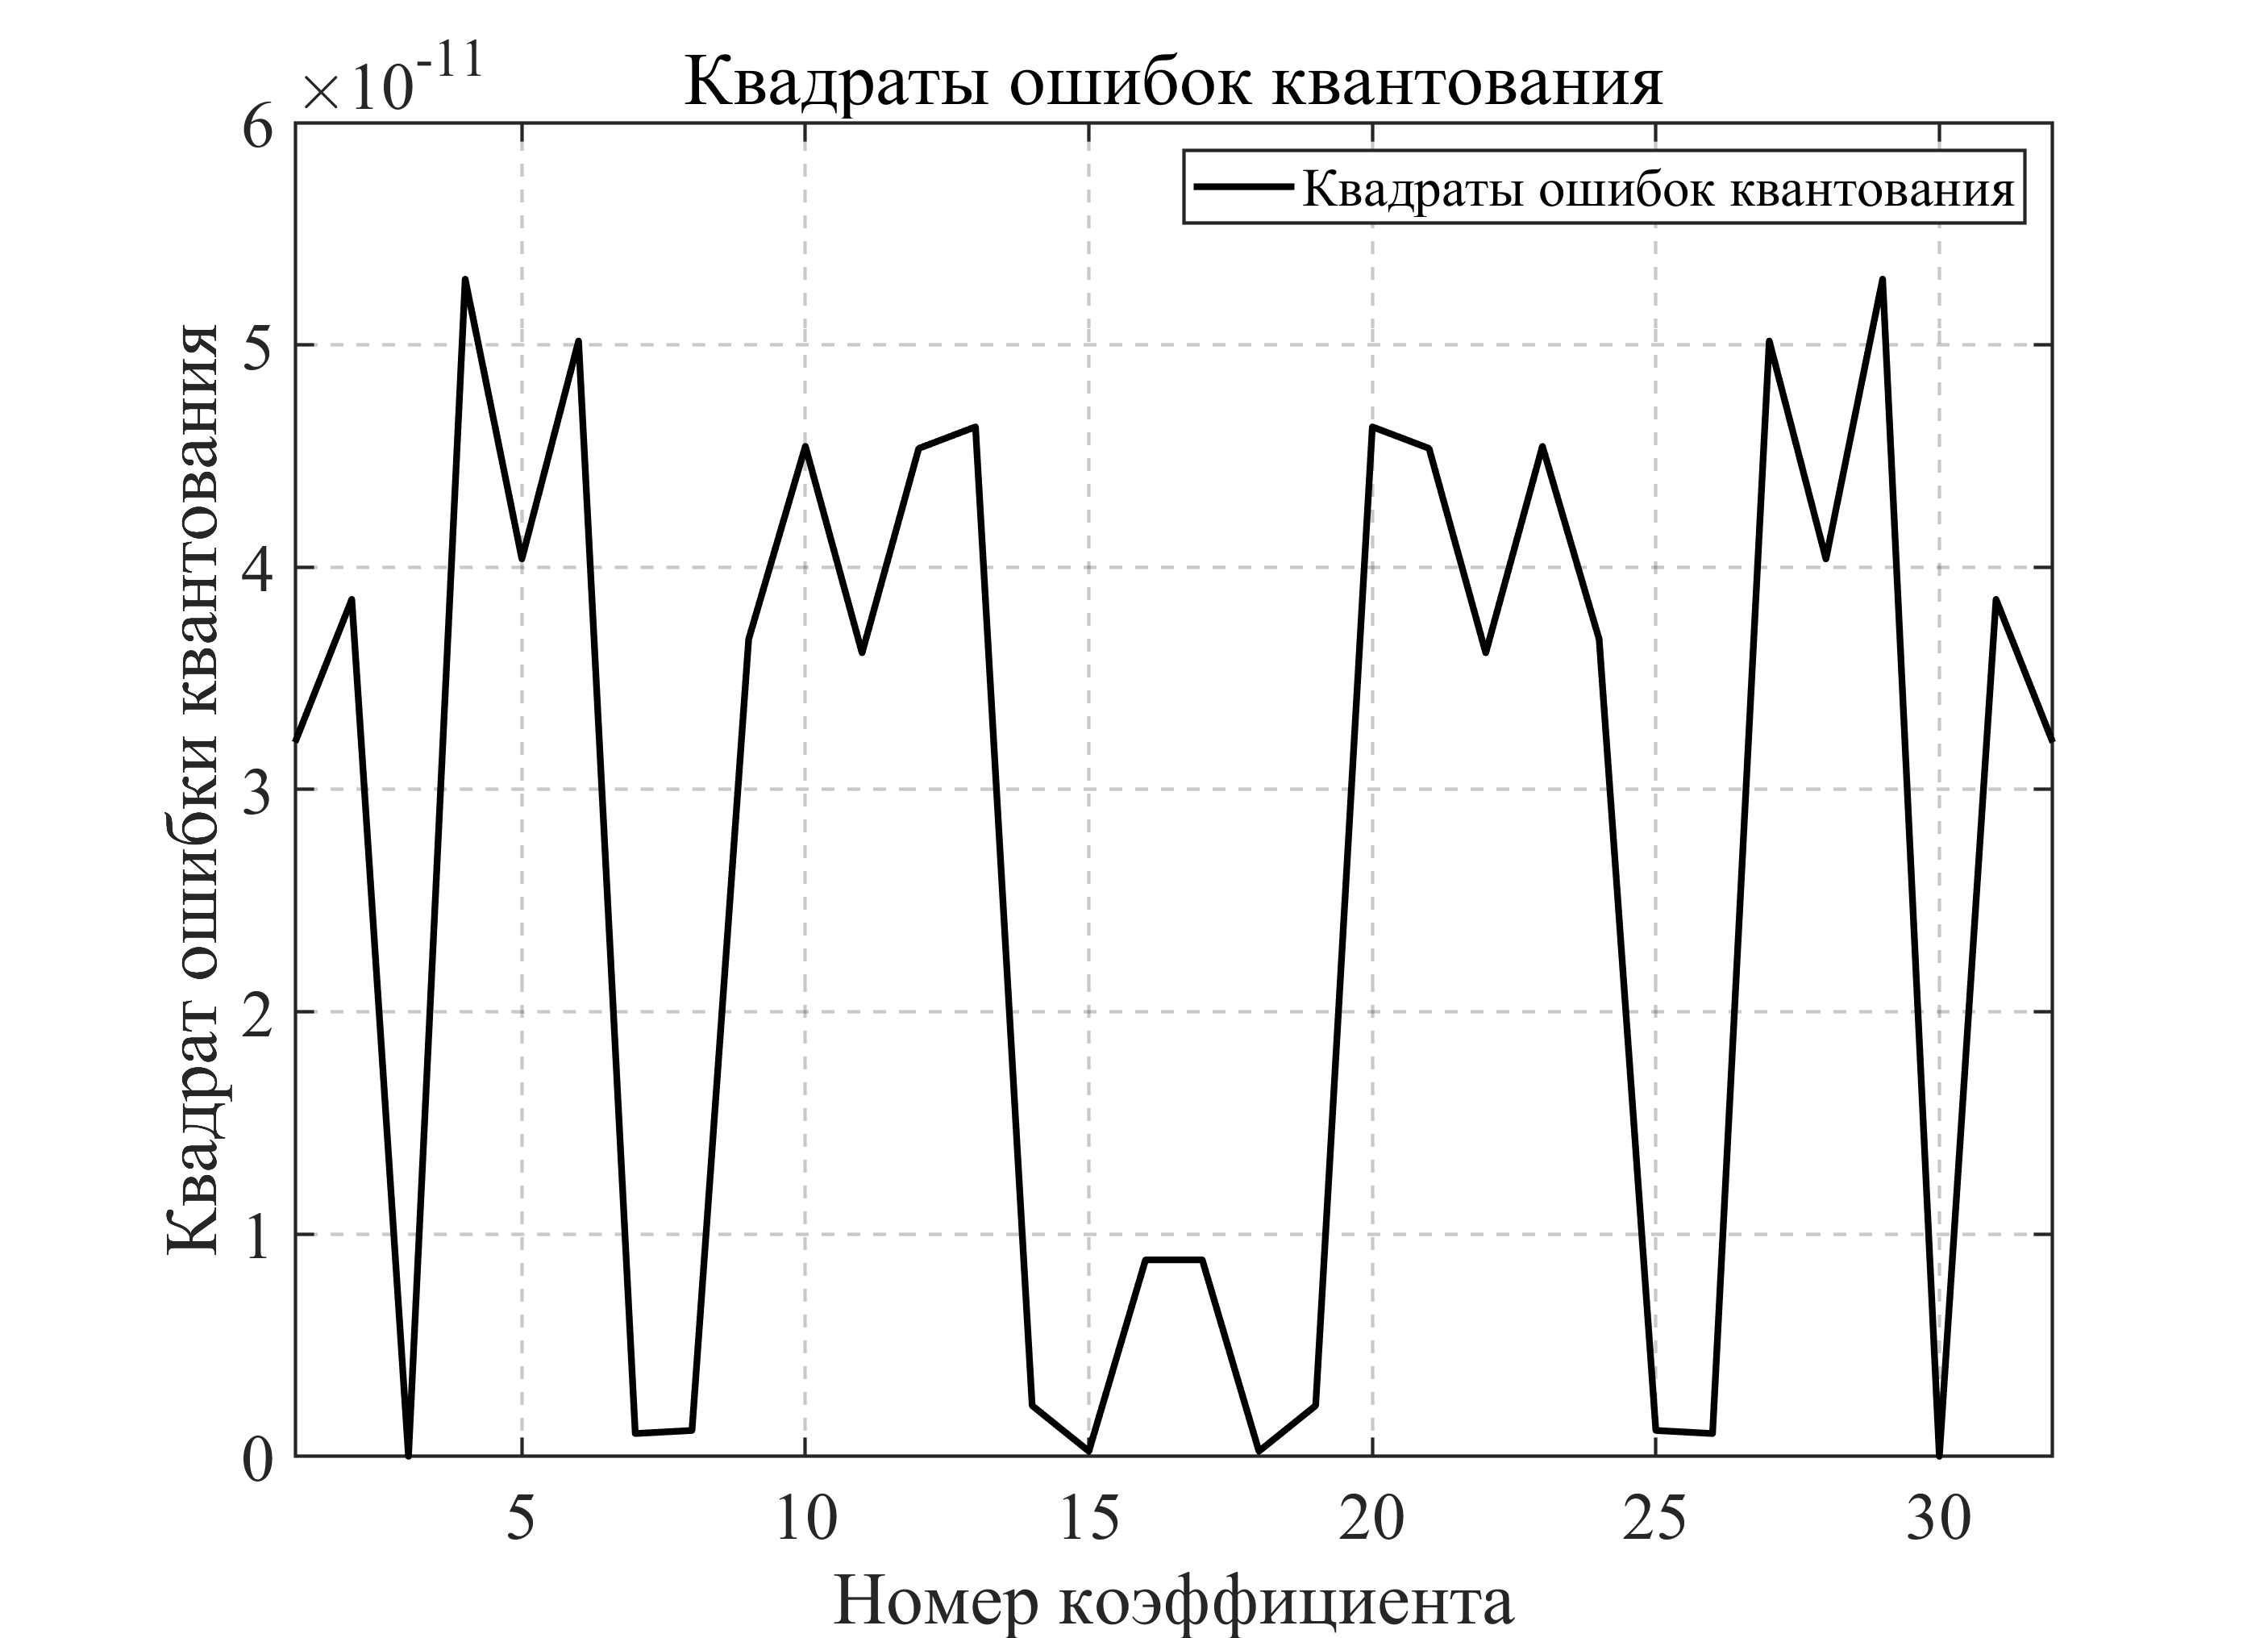 ×10⁻¹¹
Квадраты ошибок квантования
Квадраты ошибок квантования
6
5
4
3
2
1
0
Квадрат ошибки квантования
5 10 15 20 25 30
Номер коэффициента